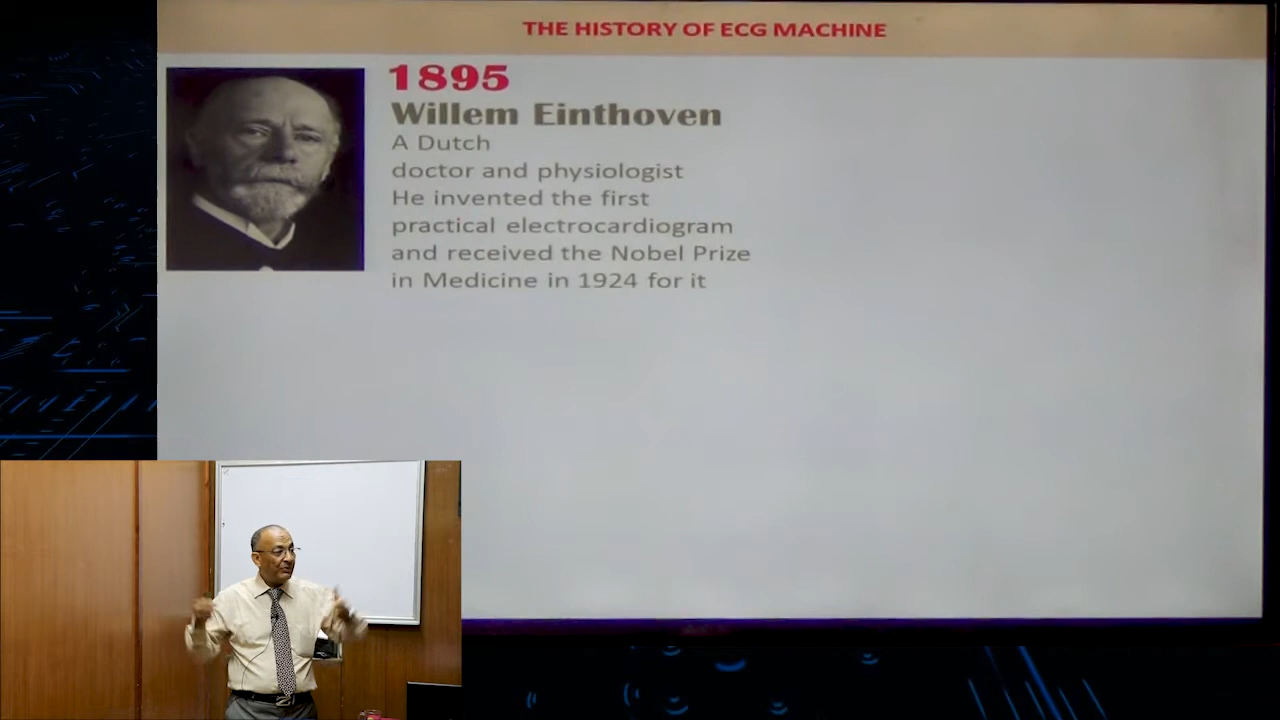 THE HISTORY OF ECG MACHINE
1895
Willem Einthoven
A Dutch
doctor and physiologist
He invented the first
practical electrocardiogram
and received the Nobel Prize
in Medicine in 1924 for it